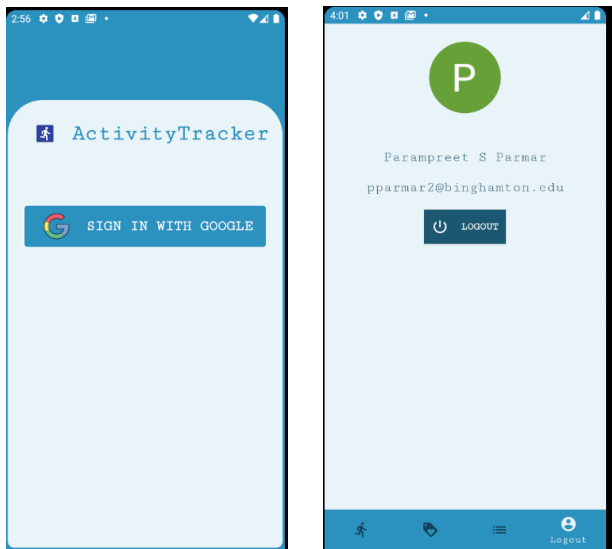 2:56
ActivityTracker
SIGN IN WITH GOOGLE
4:01
P
Parampreet S Parmar
pparmar2@binghamton.edu
LOGOUT
Logout